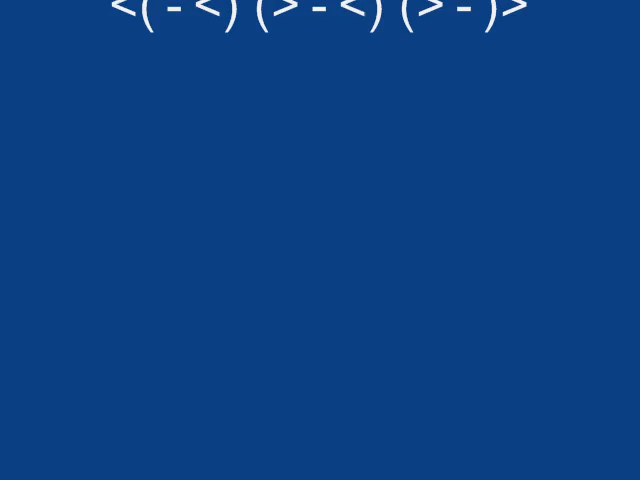 <( - <) (> - <) (> - )>